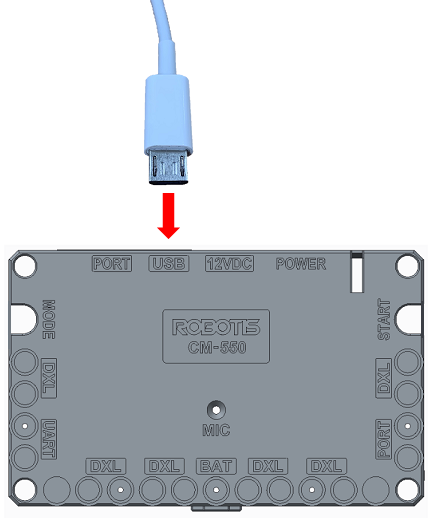 PORT USB 12VDC POWER
MODE
START
ROBOTIS
CM-550
DXL
DXL
UART
PORT
MIC
DXL DXL BAT DXL DXL